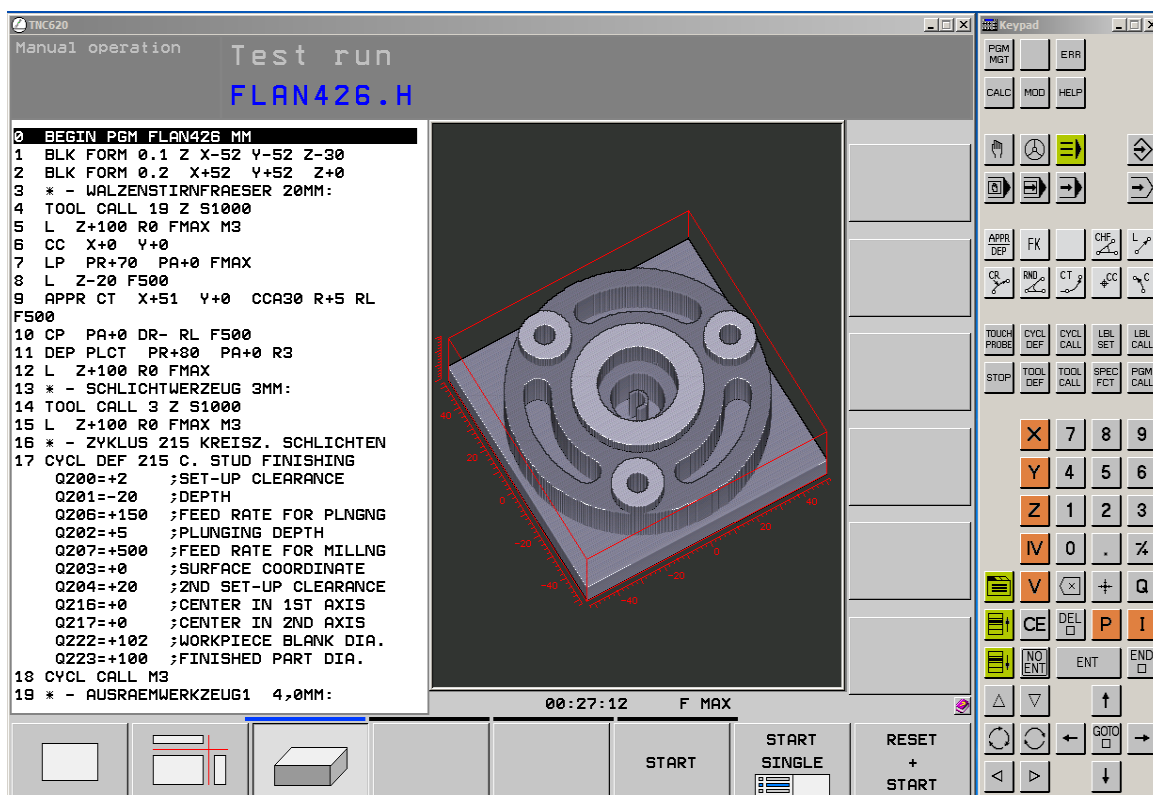 TNC620
Manual operation
Test run
FLAN426.H
0 BEGIN PGM FLAN426 MM
1 BLK FORM 0.1 Z X-52 Y-52 Z-30
2 BLK FORM 0.2 X+52 Y+52 Z+0
3 * - WALZENSTIRNFRAESER 20MM:
4 TOOL CALL 19 Z S1000
5 L Z+100 R0 FMAX M3
6 CC X+0 Y+0
7 LP PR+70 PA+0 FMAX
8 L Z-20 F500
9 APPR CT X+51 Y+0 CCA30 R+5 RL
F500
10 CP PA+0 DR- RL F500
11 DEP PLCT PR+80 PA+0 R3
12 L Z+100 R0 FMAX
13 * - SCHLICHTWERZEUG 3MM:
14 TOOL CALL 3 Z S1000
15 L Z+100 R0 FMAX M3
16 * - ZYKLUS 215 KREISZ. SCHLICHTEN
17 CYCL DEF 215 C. STUD FINISHING
Q200=+2 ;SET-UP CLEARANCE
Q201=-20 ;DEPTH
Q206=+150 ;FEED RATE FOR PLNGNG
Q202=+5 ;PLUNGING DEPTH
Q207=+500 ;FEED RATE FOR MILLNG
Q203=+0 ;SURFACE COORDINATE
Q204=+20 ;2ND SET-UP CLEARANCE
Q216=+0 ;CENTER IN 1ST AXIS
Q217=+0 ;CENTER IN 2ND AXIS
Q222=+102 ;WORKPIECE BLANK DIA.
Q223=+100 ;FINISHED PART DIA.
18 CYCL CALL M3
19 * - AUSRAEMWERKZEUG1 4,0MM:
40
20
0
-20
-40
-40
-20
0
20
40
00:27:12 F MAX
START
START
SINGLE
RESET
+
START
Keypad
PGM
MGT
ERR
CALC MOD HELP
APPR
DEP
FK
CHF
L
CR RND CT CC C
TOUCH
PROBE
CYCL
DEF
CYCL
CALL
LBL
SET
LBL
CALL
STOP
TOOL
DEF
TOOL
CALL
SPEC
FCT
PGM
CALL
X 7 8 9
Y 4 5 6
Z 1 2 3
IV 0 .
V Q
CE
DEL
P I
NO
ENT
ENT
END
GOTO